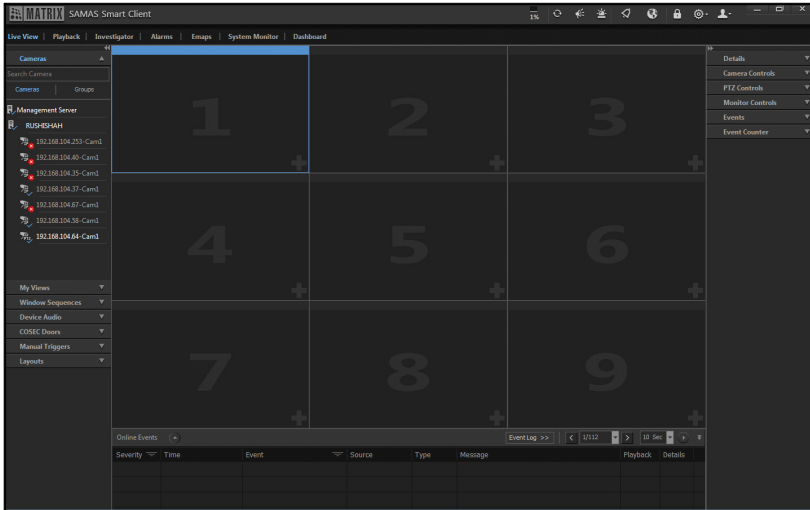 MATRIX SAMAS Smart Client
1%
Live View | Playback | Investigator | Alarms | Emaps | System Monitor | Dashboard
Cameras
Search Camera
Cameras | Groups
Management Server
RUSHISHAH
192.168.104.253-Cam1
192.168.104.40-Cam1
192.168.104.35-Cam1
192.168.104.37-Cam1
192.168.104.67-Cam1
192.168.104.58-Cam1
192.168.104.64-Cam1
My Views
Window Sequences
Device Audio
COSEC Doors
Manual Triggers
Layouts
1 2 3
4 5 6
7 8 9
Details
Camera Controls
PTZ Controls
Monitor Controls
Events
Event Counter
Online Events Event Log >> 1/112 10 Sec
Severity Time Event Source Type Message Playback Details